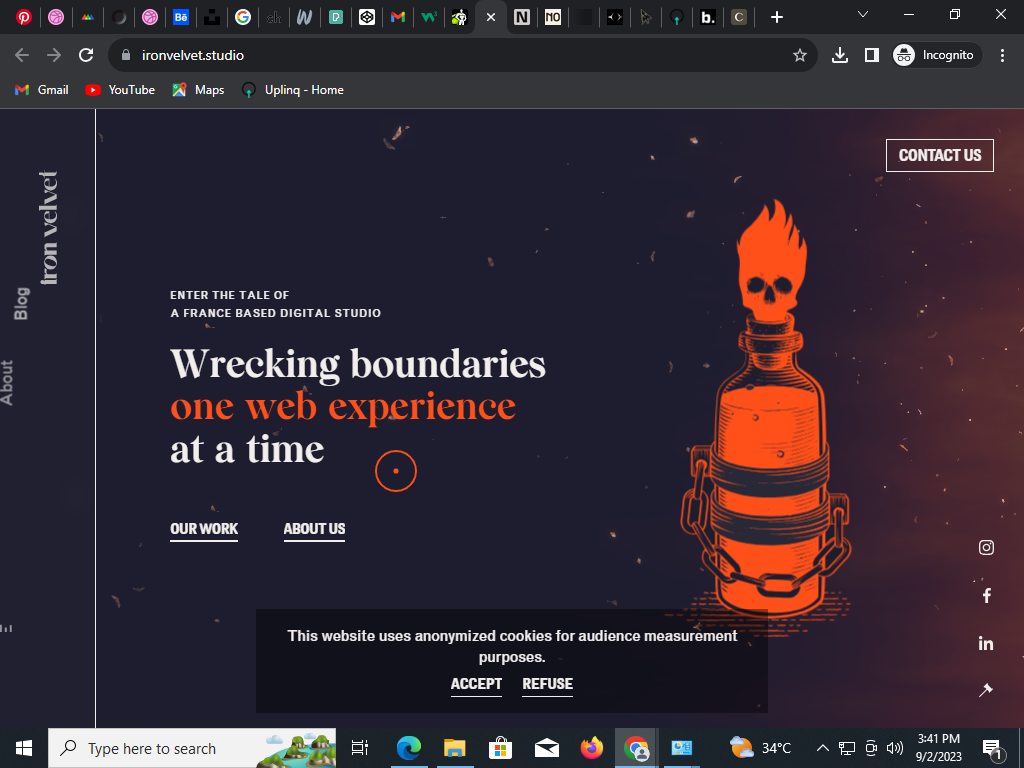 ironvelvet.studio
Incognito
Gmail
YouTube
Maps
Uplinq - Home
CONTACT US
iron velvet
Blog
About
ENTER THE TALE OF
A FRANCE BASED DIGITAL STUDIO
Wrecking boundaries
one web experience
at a time
OUR WORK
ABOUT US
This website uses anonymized cookies for audience measurement
purposes.
ACCEPT
REFUSE
Type here to search
34°C
3:41 PM
9/2/2023
1